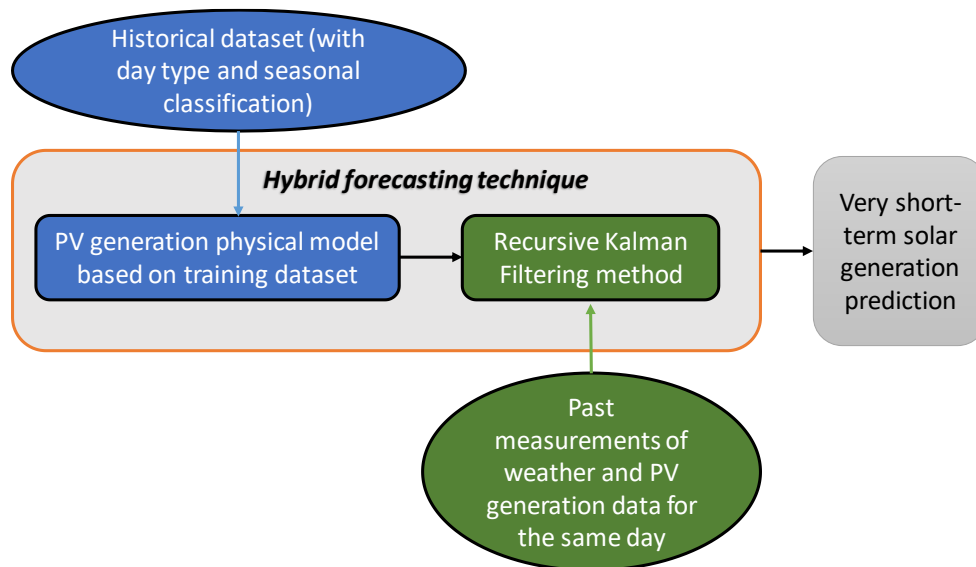 Historical dataset (with
day type and seasonal
classification)
Hybrid forecasting technique
PV generation physical model
based on training dataset
Recursive Kalman
Filtering method
Very short-
term solar
generation
prediction
Past
measurements of
weather and PV
generation data for
the same day